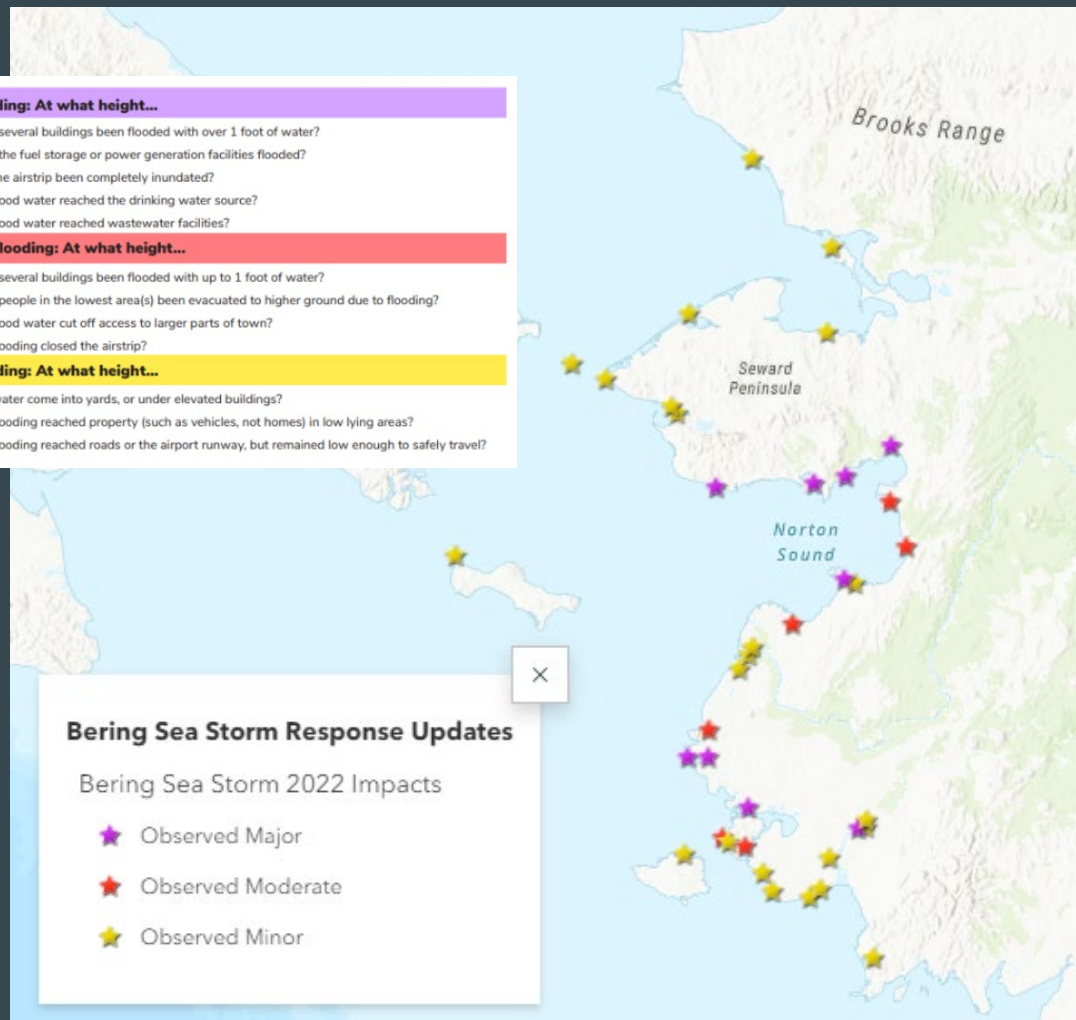 ding: At what height...
several buildings been flooded with over 1 foot of water?
the fuel storage or power generation facilities flooded?
ne airstrip been completely inundated?
ood water reached the drinking water source?
ood water reached wastewater facilities?
looding: At what height...
several buildings been flooded with up to 1 foot of water?
people in the lowest area(s) been evacuated to higher ground due to flooding?
ood water cut off access to larger parts of town?
ooding closed the airstrip?
ding: At what height...
water come into yards, or under elevated buildings?
ooding reached property (such as vehicles, not homes) in low lying areas?
ooding reached roads or the airport runway, but remained low enough to safely travel?
Brooks Range
Seward
Peninsula
Norton
Sound
×
Bering Sea Storm Response Updates
Bering Sea Storm 2022 Impacts
Observed Major
Observed Moderate
Observed Minor